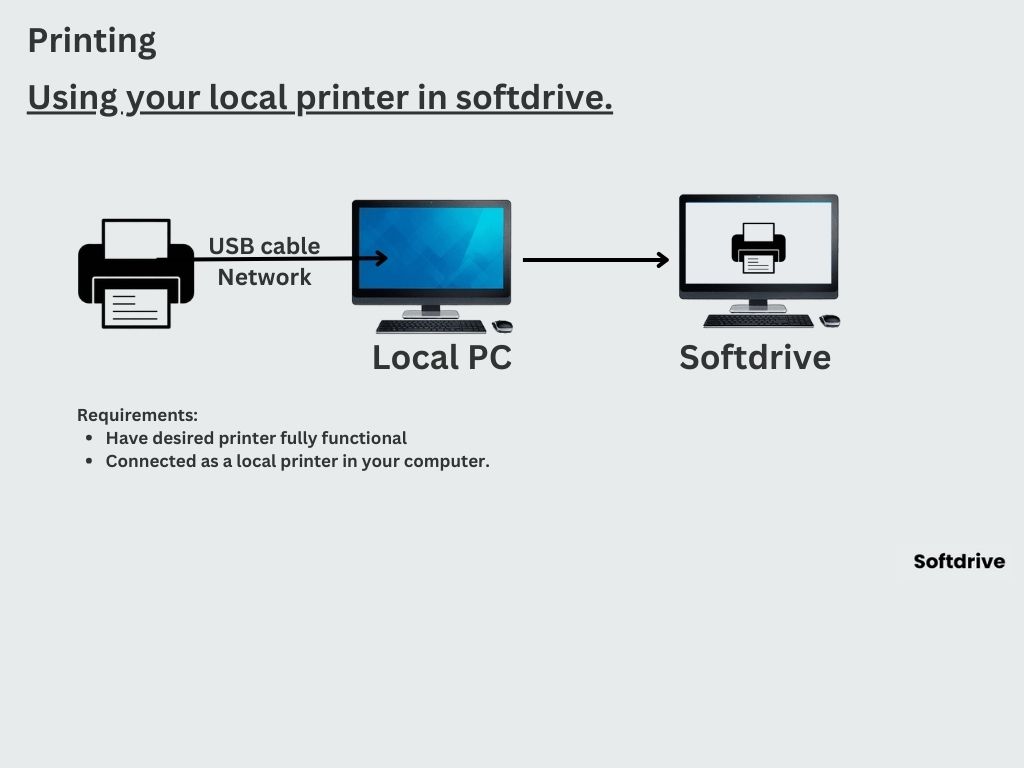 Printing
Using your local printer in softdrive.
USB cable
Network
Local PC
Softdrive
Requirements:
• Have desired printer fully functional
• Connected as a local printer in your computer.
Softdrive